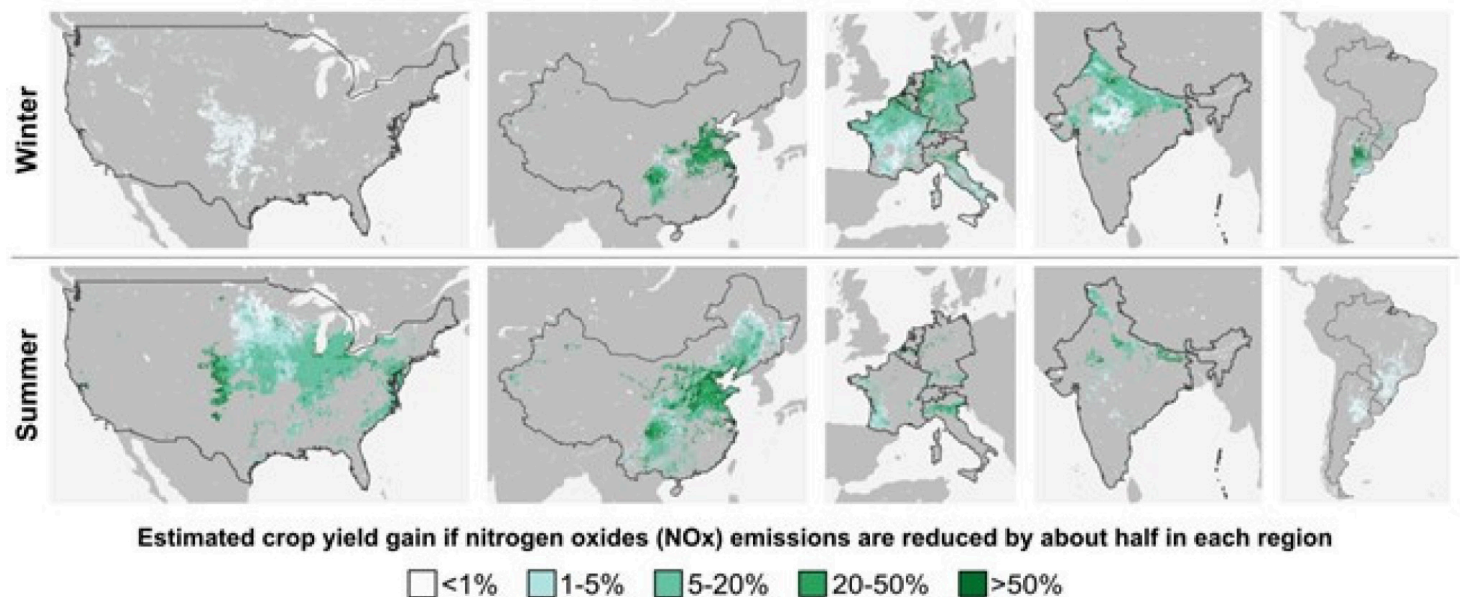 Winter
Summer
Estimated crop yield gain if nitrogen oxides (NOx) emissions are reduced by about half in each region
<1% 1-5% 5-20% 20-50% >50%